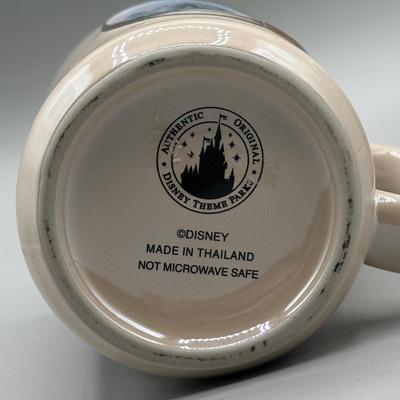 AUTHENTIC ORIGINAL
DISNEY THEME PARKS
©DISNEY
MADE IN THAILAND
NOT MICROWAVE SAFE